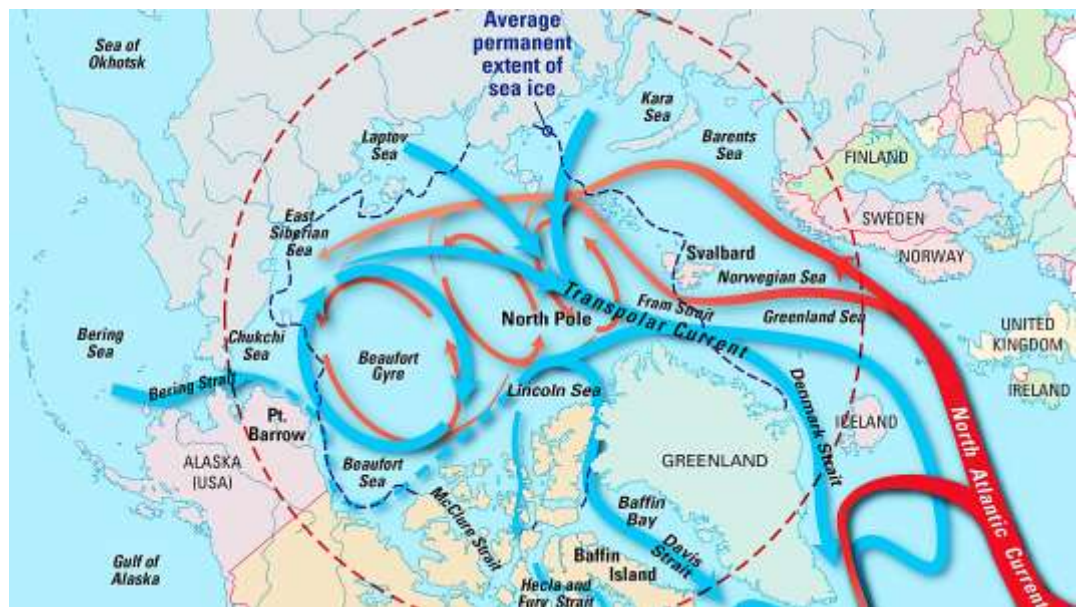 Average
permanent
extent of
sea ice
Sea of
Okhotsk
Kara
Sea
Laptov
Sea
Barents
Sea
FINLAND
SWEDEN
NORWAY
East
Siberian
Sea
Svalbard
Norwegian Sea
Fram Strait
Greenland Sea
Transpolar Current
North Pole
UNITED
KINGDOM
IRELAND
Bering
Sea
Chukchi
Sea
Bering Strait
Beaufort
Gyre
Lincoln Sea
Pt.
Barrow
Denmark Strait
ICELAND
North Atlantic Current
ALASKA
(USA)
Beaufort
Sea
GREENLAND
McClure Strait
Baffin
Bay
Davis
Strait
Gulf of
Alaska
Baffin
Island
Hecla and
Fury Strait